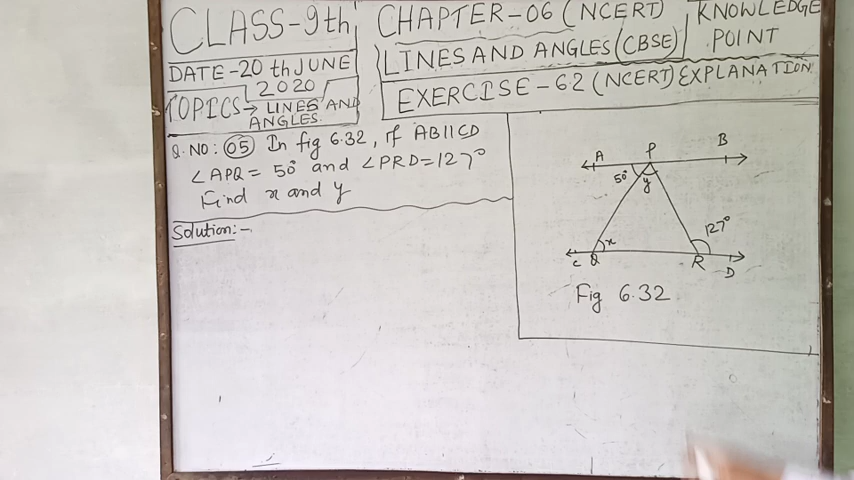 CLASS-9th
CHAPTER-06 (NCERT)
KNOWLEDGE
POINT
LINES AND ANGLES (CBSE)
DATE-20 th JUNE
2020
EXERCISE-6.2 (NCERT) EXPLANATION
TOPICS → LINES AND
ANGLES.
Q.NO: 05 In fig 6.32, if AB||CD
∠APQ = 50° and ∠PRD=127°
Find x and y
Solution:-
A P B
50° y
x 127°
C Q R D
Fig 6.32